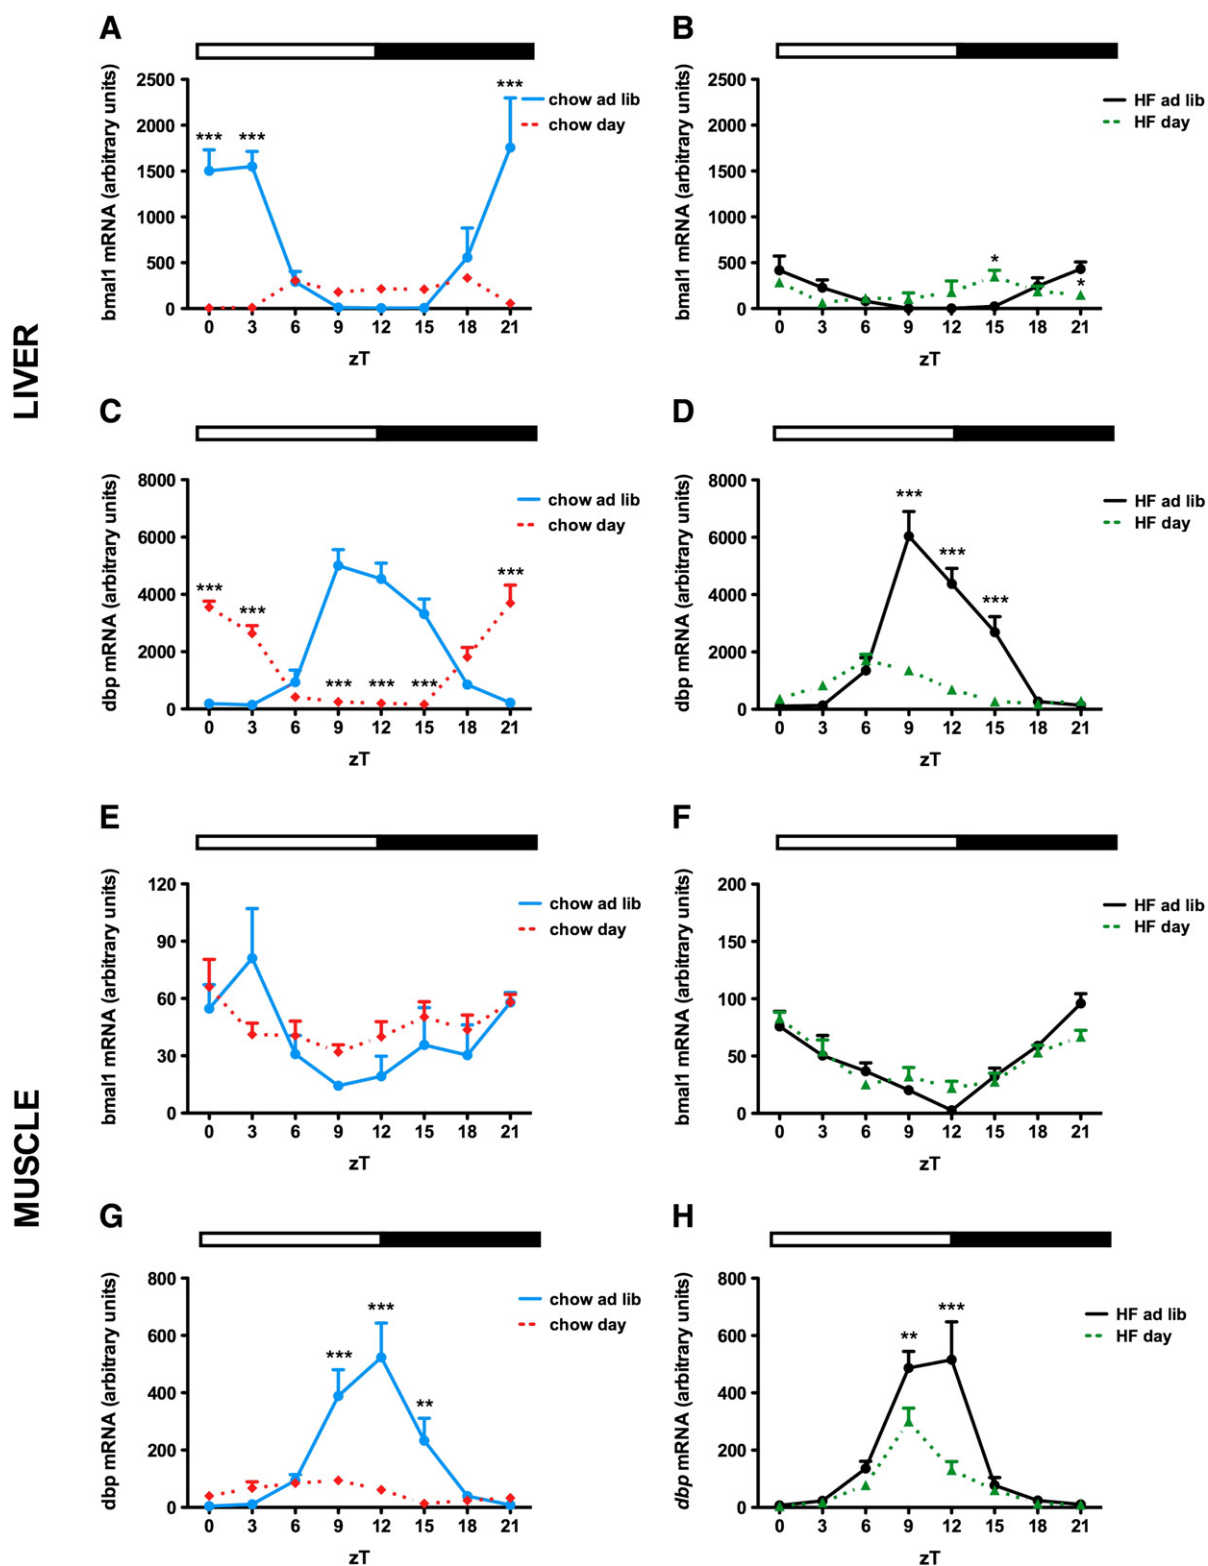 LIVER
A
bmal1 mRNA (arbitrary units)
2500
2000
1500
1000
500
0
*** *** ***
chow ad lib
chow day
0 3 6 9 12 15 18 21
zT
B
bmal1 mRNA (arbitrary units)
2500
2000
1500
1000
500
0
* *
HF ad lib
HF day
0 3 6 9 12 15 18 21
zT
C
dbp mRNA (arbitrary units)
8000
6000
4000
2000
0
*** *** *** *** *** ***
chow ad lib
chow day
0 3 6 9 12 15 18 21
zT
D
dbp mRNA (arbitrary units)
8000
6000
4000
2000
0
*** *** ***
HF ad lib
HF day
0 3 6 9 12 15 18 21
zT
MUSCLE
E
bmal1 mRNA (arbitrary units)
120
90
60
30
0
chow ad lib
chow day
0 3 6 9 12 15 18 21
zT
F
bmal1 mRNA (arbitrary units)
200
150
100
50
0
HF ad lib
HF day
0 3 6 9 12 15 18 21
zT
G
dbp mRNA (arbitrary units)
800
600
400
200
0
*** *** **
chow ad lib
chow day
0 3 6 9 12 15 18 21
zT
H
dbp mRNA (arbitrary units)
800
600
400
200
0
** ***
HF ad lib
HF day
0 3 6 9 12 15 18 21
zT